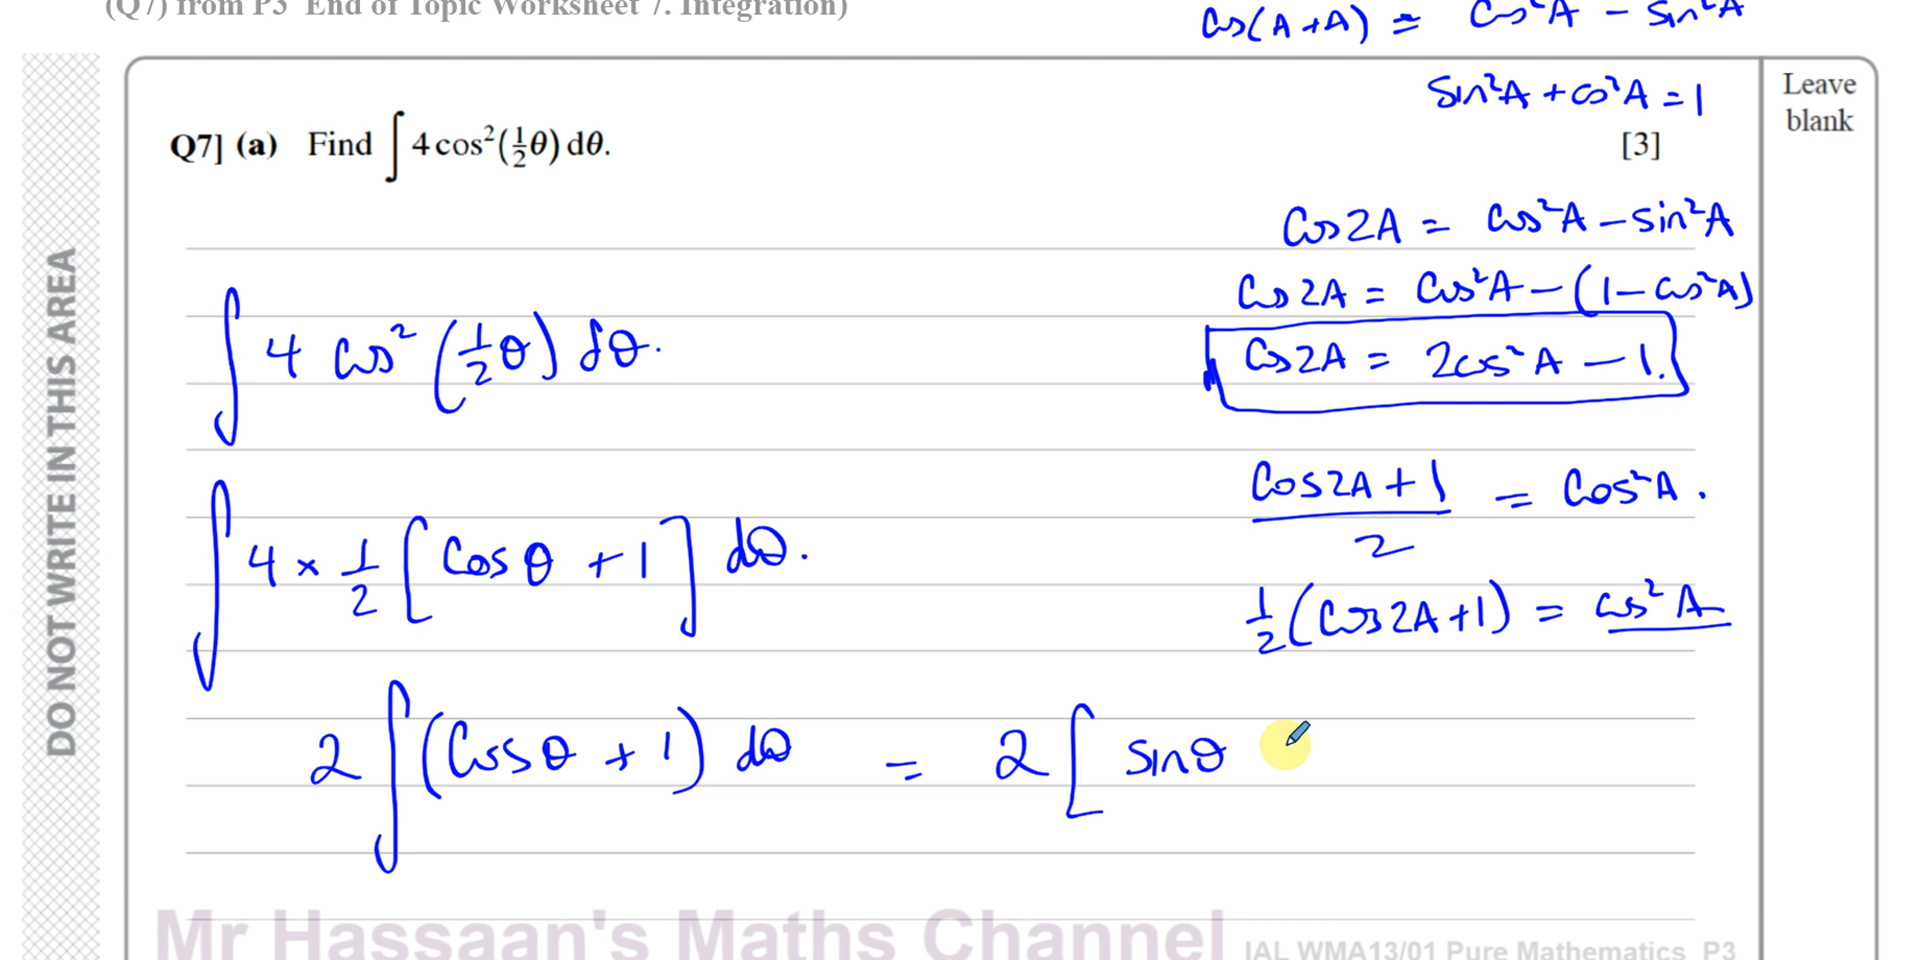 (Q7) from P3 End of Topic Worksheet 7. Integration)
Cos(A+A) = Cos²A − Sin²A
Sin²A + cos²A = 1
Leave
blank
Q7] (a) Find ∫ 4cos²(½θ) dθ.
[3]
Cos2A = cos²A − sin²A
Cos2A = Cos²A − (1 − cos²A)
Cos2A = 2cos²A − 1.
∫ 4 cos² (½θ) dθ.
(Cos2A + 1)/2 = Cos²A.
∫ 4 × ½ [Cosθ + 1] dθ.
½(Cos2A + 1) = cos²A
2 ∫ (Cosθ + 1) dθ = 2 [ sinθ
DO NOT WRITE IN THIS AREA
Mr Hassaan's Maths Channel
IAL WMA13/01 Pure Mathematics P3